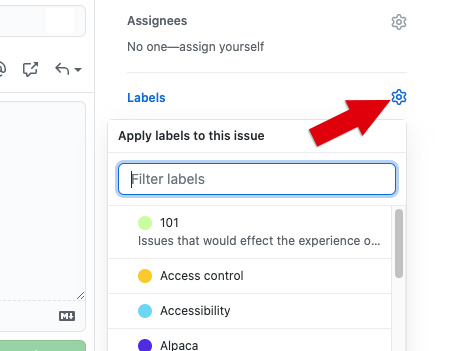 Assignees
No one—assign yourself
Labels
Apply labels to this issue
Filter labels
101
Issues that would effect the experience o...
Access control
Accessibility
Alpaca